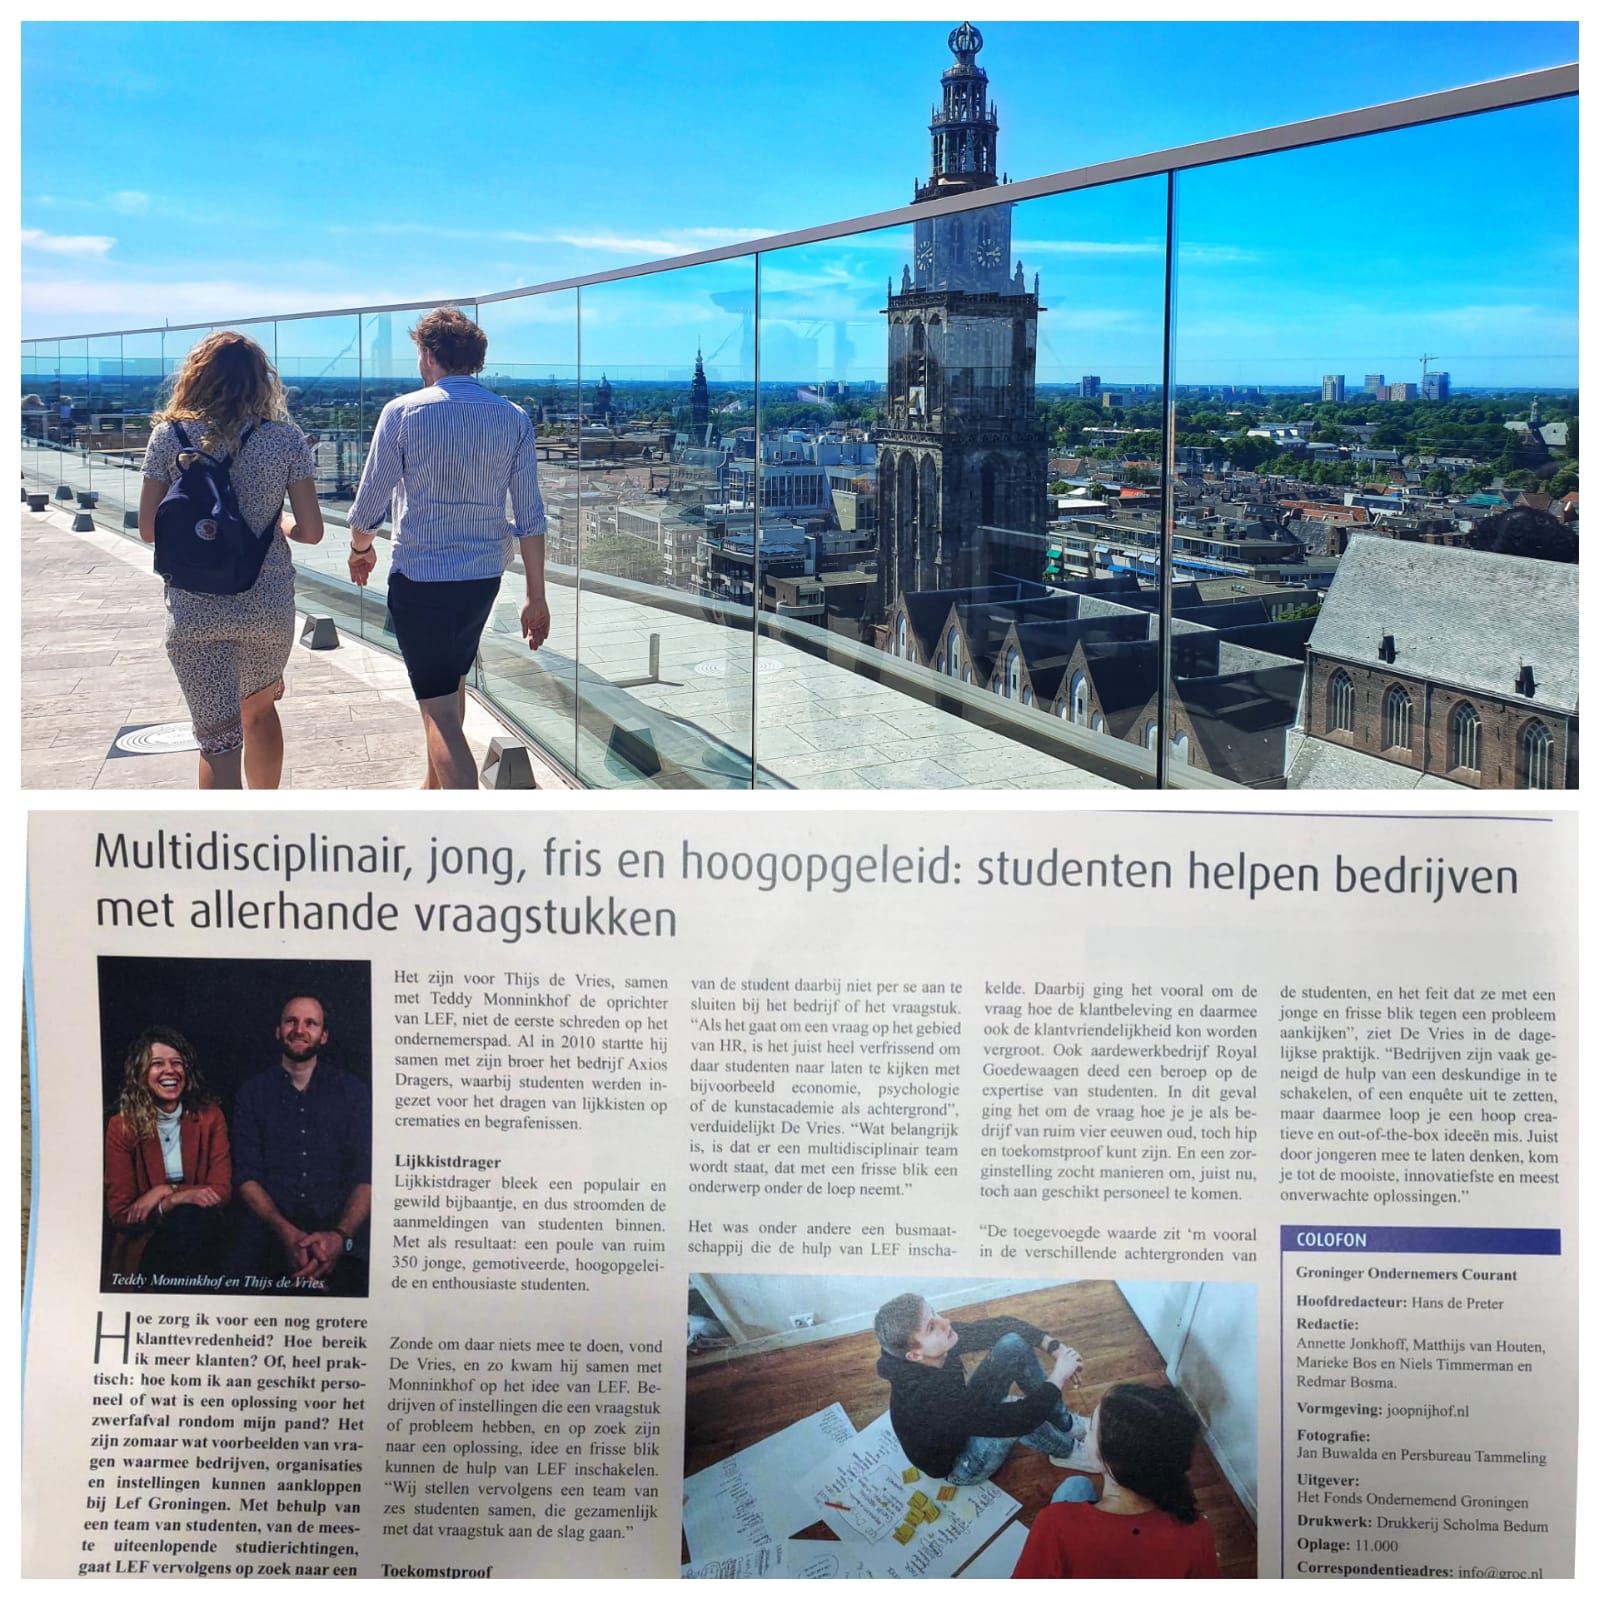 Multidisciplinair, jong, fris en hoogopgeleid: studenten helpen bedrijven
met allerhande vraagstukken
Teddy Monninkhof en Thijs de Vries
Hoe zorg ik voor een nog grotere
klanttevredenheid? Hoe bereik
ik meer klanten? Of, heel prak-
tisch: hoe kom ik aan geschikt perso-
neel of wat is een oplossing voor het
zwerfafval rondom mijn pand? Het
zijn zomaar wat voorbeelden van vra-
gen waarmee bedrijven, organisaties
en instellingen kunnen aankloppen
bij Lef Groningen. Met behulp van
een team van studenten, van de mees-
te uiteenlopende studierichtingen,
gaat LEF vervolgens op zoek naar een
Het zijn voor Thijs de Vries, samen
met Teddy Monninkhof de oprichter
van LEF, niet de eerste schreden op het
ondernemerspad. Al in 2010 startte hij
samen met zijn broer het bedrijf Axios
Dragers, waarbij studenten werden in-
gezet voor het dragen van lijkkisten op
crematies en begrafenissen.
Lijkkistdrager
Lijkkistdrager bleek een populair en
gewild bijbaantje, en dus stroomden de
aanmeldingen van studenten binnen.
Met als resultaat: een poule van ruim
350 jonge, gemotiveerde, hoogopgelei-
de en enthousiaste studenten.
Zonde om daar niets mee te doen, vond
De Vries, en zo kwam hij samen met
Monninkhof op het idee van LEF. Be-
drijven of instellingen die een vraagstuk
of probleem hebben, en op zoek zijn
naar een oplossing, idee en frisse blik
kunnen de hulp van LEF inschakelen.
“Wij stellen vervolgens een team van
zes studenten samen, die gezamenlijk
met dat vraagstuk aan de slag gaan.”
Toekomstproof
van de student daarbij niet per se aan te
sluiten bij het bedrijf of het vraagstuk.
“Als het gaat om een vraag op het gebied
van HR, is het juist heel verfrissend om
daar studenten naar te laten kijken met
bijvoorbeeld economie, psychologie
of de kunstacademie als achtergrond”,
verduidelijkt De Vries. “Wat belangrijk
is, is dat er een multidisciplinair team
wordt staat, dat met een frisse blik een
onderwerp onder de loep neemt.”
Het was onder andere een busmaat-
schappij die de hulp van LEF inscha-
kelde. Daarbij ging het vooral om de
vraag hoe de klantbeleving en daarmee
ook de klantvriendelijkheid kon worden
vergroot. Ook aardewerkbedrijf Royal
Goedewaagen deed een beroep op de
expertise van studenten. In dit geval
ging het om de vraag hoe je je als be-
drijf van ruim vier eeuwen oud, toch hip
en toekomstproof kunt zijn. En een zor-
ginstelling zocht manieren om, juist nu,
toch aan geschikt personeel te komen.
“De toegevoegde waarde zit ‘m vooral
in de verschillende achtergronden van
de studenten, en het feit dat ze met een
jonge en frisse blik tegen een probleem
aankijken”, ziet De Vries in de dage-
lijkse praktijk. “Bedrijven zijn vaak ge-
neigd de hulp van een deskundige in te
schakelen, of een enquête uit te zetten,
maar daarmee loop je een hoop crea-
tieve en out-of-the-box ideeën mis. Juist
door jongeren mee te laten denken, kom
je tot de mooiste, innovatiefste en meest
onverwachte oplossingen.”
COLOFON
Groninger Ondernemers Courant
Hoofdredacteur: Hans de Preter
Redactie:
Annette Jonkhoff, Matthijs van Houten,
Marieke Bos en Niels Timmerman en
Redmar Bosma.
Vormgeving: joopnijhof.nl
Fotografie:
Jan Buwalda en Persbureau Tammeling
Uitgever:
Het Fonds Ondernemend Groningen
Drukwerk: Drukkerij Scholma Bedum
Oplage: 11.000
Correspondentieadres: info@groc.nl